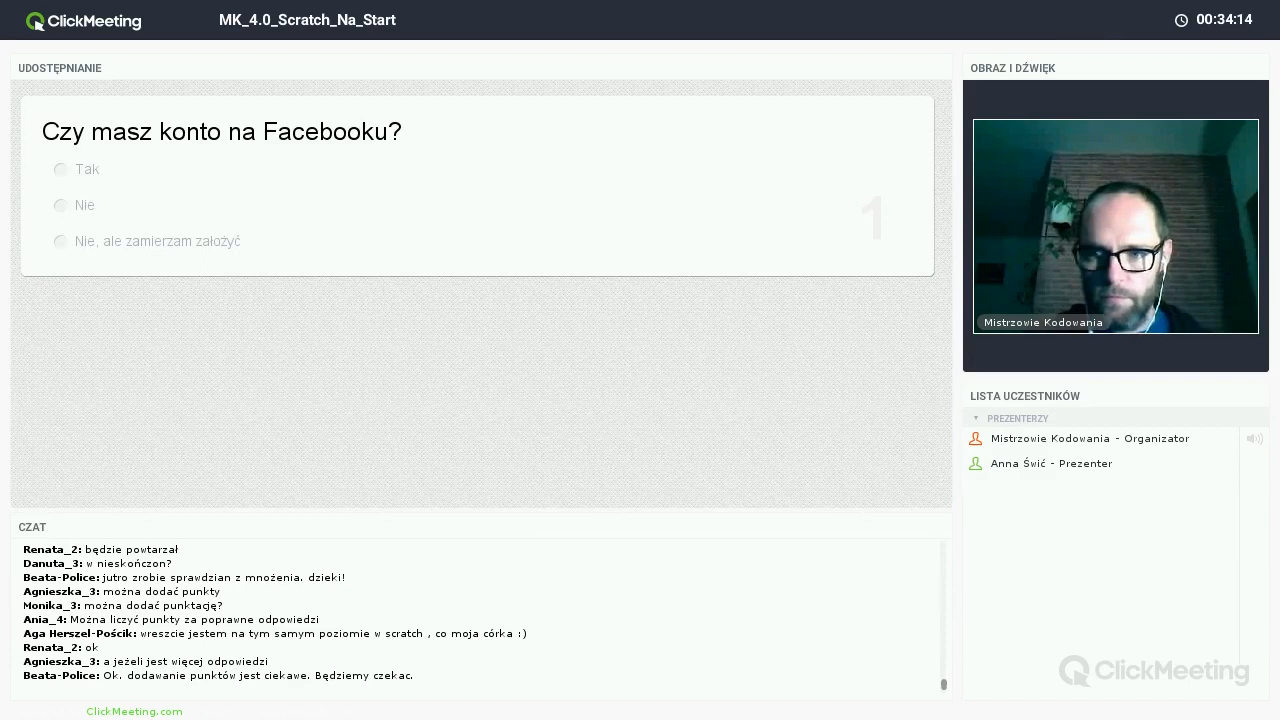 ClickMeeting
MK_4.0_Scratch_Na_Start
00:34:14
UDOSTĘPNIANIE
Czy masz konto na Facebooku?
Tak
Nie
Nie, ale zamierzam założyć
1
OBRAZ I DŹWIĘK
Mistrzowie Kodowania
LISTA UCZESTNIKÓW
PREZENTERZY
Mistrzowie Kodowania - Organizator
Anna Świć - Prezenter
CZAT
Renata_2: będzie powtarzał
Danuta_3: w nieskończon?
Beata-Police: jutro zrobie sprawdzian z mnożenia. dzieki!
Agnieszka_3: można dodać punkty
Monika_3: można dodać punktację?
Ania_4: Można liczyć punkty za poprawne odpowiedzi
Aga Herszel-Pościk: wreszcie jestem na tym samym poziomie w scratch , co moja córka :)
Renata_2: ok
Agnieszka_3: a jeżeli jest więcej odpowiedzi
Beata-Police: Ok. dodawanie punktów jest ciekawe. Będziemy czekac.
ClickMeeting
ClickMeeting.com